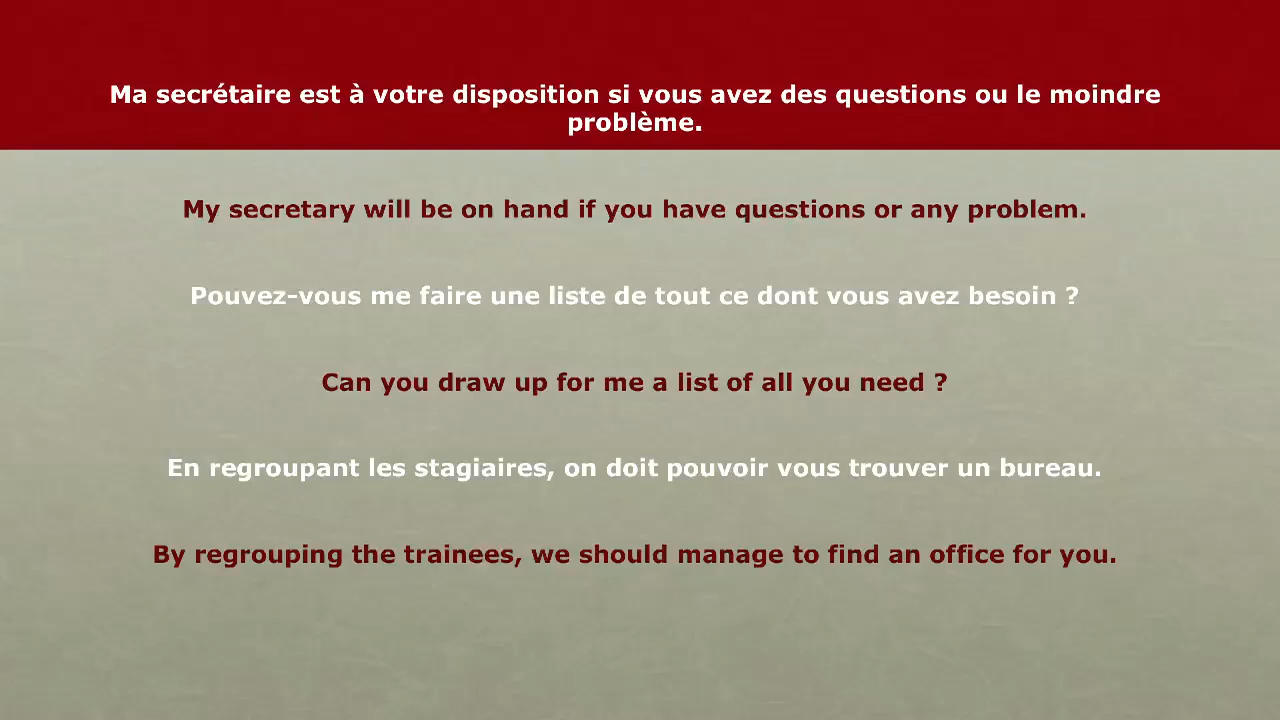 Ma secrétaire est à votre disposition si vous avez des questions ou le moindre
problème.
My secretary will be on hand if you have questions or any problem.
Pouvez-vous me faire une liste de tout ce dont vous avez besoin ?
Can you draw up for me a list of all you need ?
En regroupant les stagiaires, on doit pouvoir vous trouver un bureau.
By regrouping the trainees, we should manage to find an office for you.